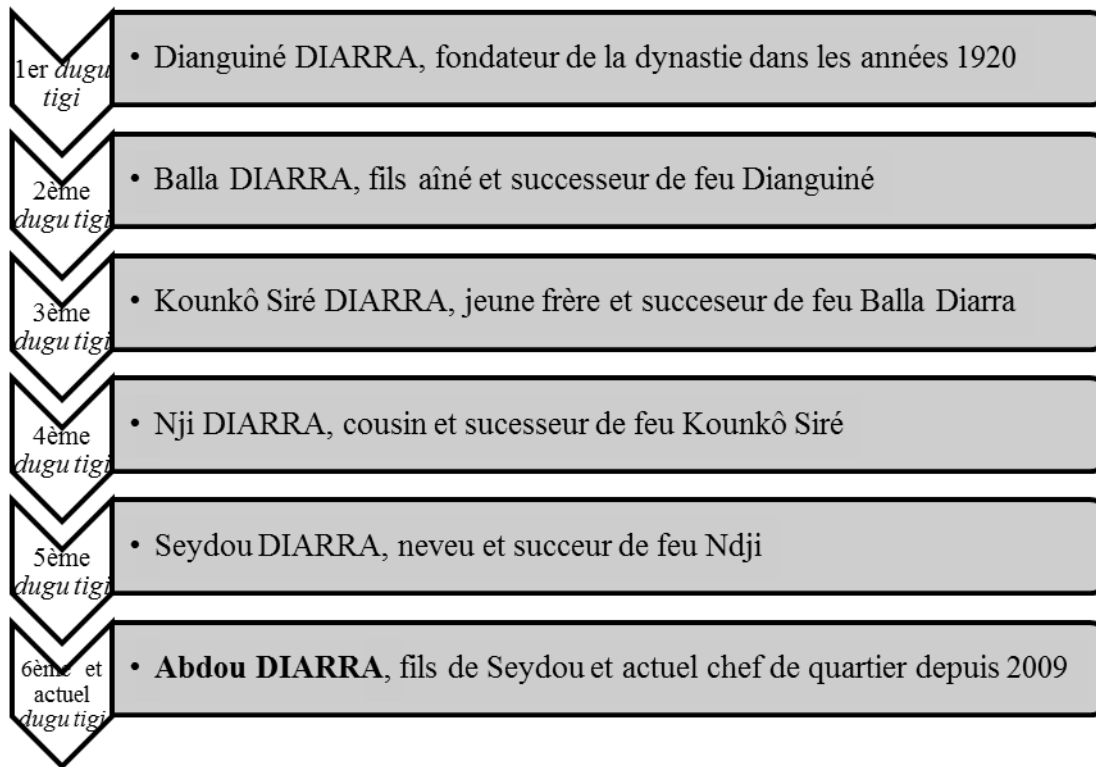 1er dugu
tigi
• Dianguiné DIARRA, fondateur de la dynastie dans les années 1920
2ème
dugu tigi
• Balla DIARRA, fils aîné et successeur de feu Dianguiné
3ème
dugu tigi
• Kounkô Siré DIARRA, jeune frère et succeseur de feu Balla Diarra
4ème
dugu tigi
• Nji DIARRA, cousin et sucesseur de feu Kounkô Siré
5ème
dugu tigi
• Seydou DIARRA, neveu et succeur de feu Ndji
6ème et
actuel
dugu tigi
• Abdou DIARRA, fils de Seydou et actuel chef de quartier depuis 2009